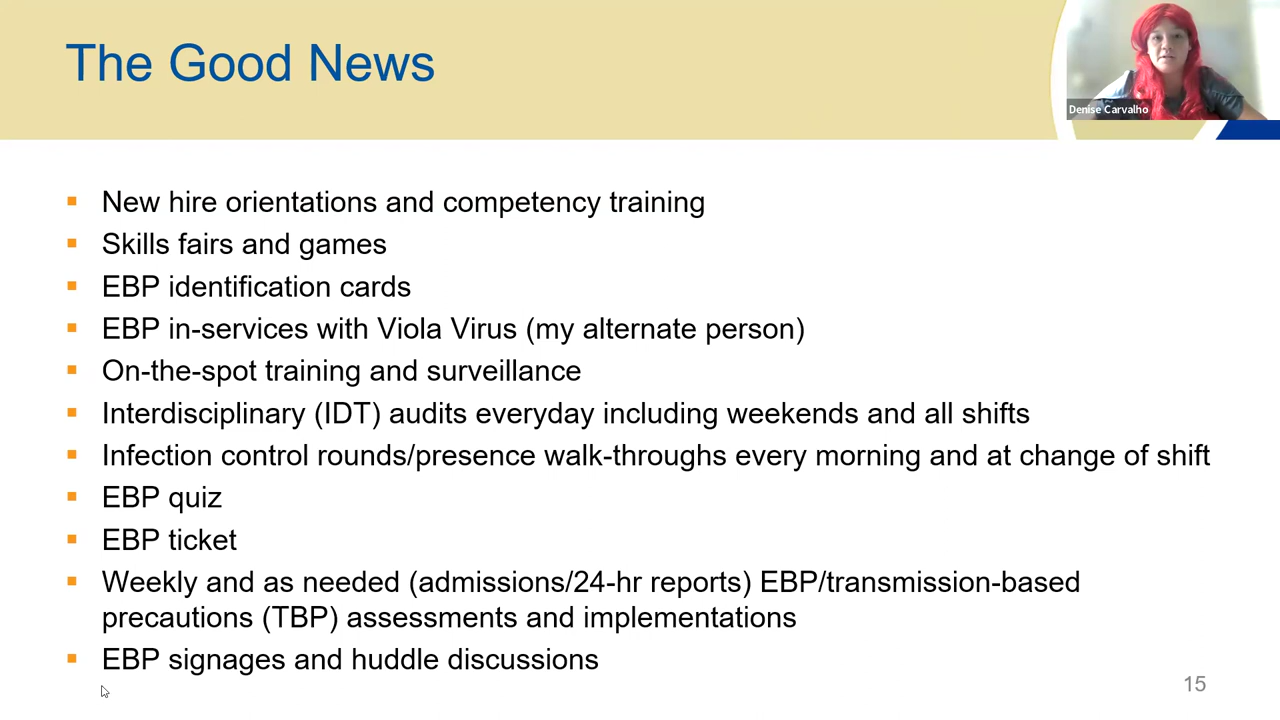 The Good News
Denise Carvalho
New hire orientations and competency training
Skills fairs and games
EBP identification cards
EBP in-services with Viola Virus (my alternate person)
On-the-spot training and surveillance
Interdisciplinary (IDT) audits everyday including weekends and all shifts
Infection control rounds/presence walk-throughs every morning and at change of shift
EBP quiz
EBP ticket
Weekly and as needed (admissions/24-hr reports) EBP/transmission-based
precautions (TBP) assessments and implementations
EBP signages and huddle discussions
15